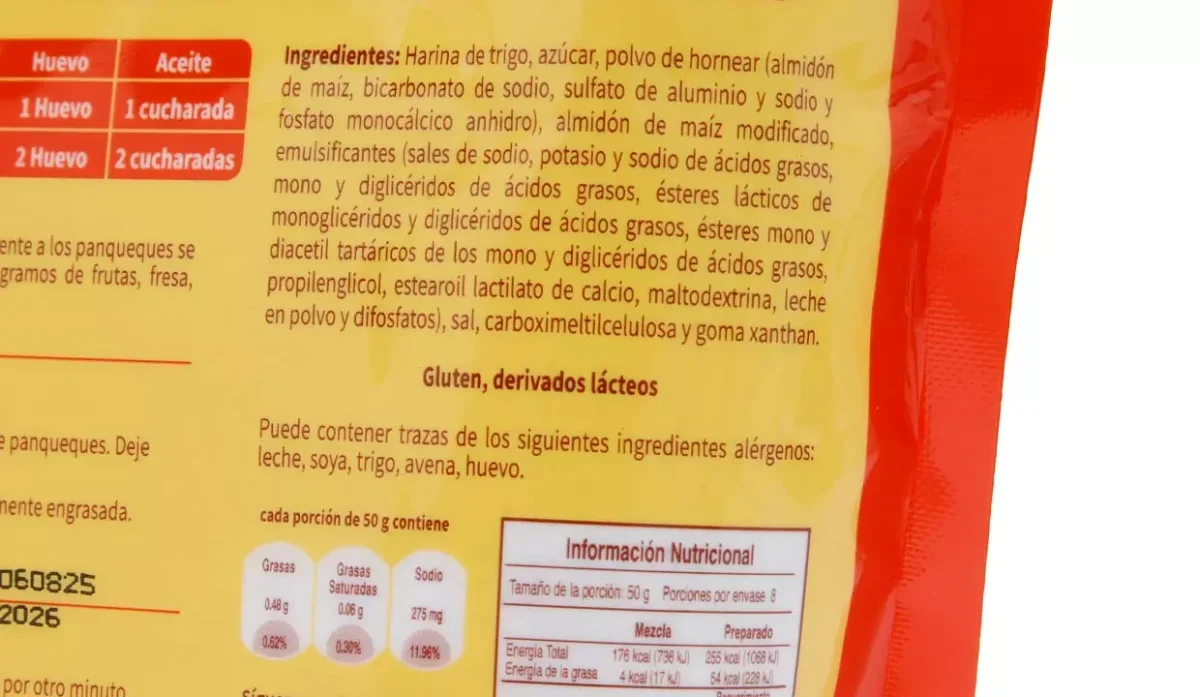 Huevo Aceite
1 Huevo 1 cucharada
2 Huevo 2 cucharadas
ente a los panqueques se
gramos de frutas, fresa,
e panqueques. Deje
mente engrasada.
060825
2026
por otro minuto
Ingredientes: Harina de trigo, azúcar, polvo de hornear (almidón
de maíz, bicarbonato de sodio, sulfato de aluminio y sodio y
fosfato monocálcico anhidro), almidón de maíz modificado,
emulsificantes (sales de sodio, potasio y sodio de ácidos grasos,
mono y diglicéridos de ácidos grasos, ésteres lácticos de
monoglicéridos y diglicéridos de ácidos grasos, ésteres mono y
diacetil tartáricos de los mono y diglicéridos de ácidos grasos,
propilenglicol, estearoil lactilato de calcio, maltodextrina, leche
en polvo y difosfatos), sal, carboximeltilcelulosa y goma xanthan.
Gluten, derivados lácteos
Puede contener trazas de los siguientes ingredientes alérgenos:
leche, soya, trigo, avena, huevo.
cada porción de 50 g contiene
Grasas
0.48 g
0.62%
Grasas
Saturadas
0.06 g
0.30%
Sodio
275 mg
11.96%
Información Nutricional
Tamaño de la porción: 50 g Porciones por envase 8
Mezcla Preparado
Energía Total 176 kcal (736 kJ) 255 kcal (1068 kJ)
Energía de la grasa 4 kcal (17 kJ) 54 kcal (228 kJ)